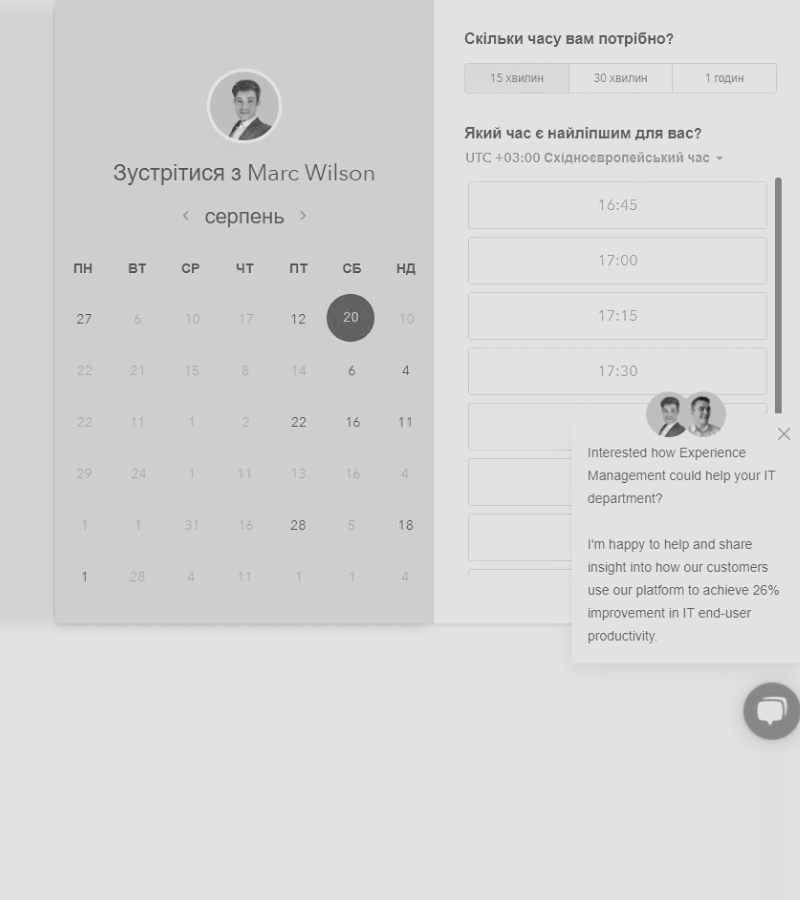 Зустрітися з Marc Wilson
серпень
ПН ВТ СР ЧТ ПТ СБ НД
27 6 10 17 12 20 10
22 21 15 8 14 6 4
22 11 1 2 22 16 11
29 24 1 11 13 16 4
1 1 31 16 28 5 18
1 28 4 11 1 1 4
Скільки часу вам потрібно?
15 хвилин 30 хвилин 1 годин
Який час є найліпшим для вас?
UTC +03:00 Східноєвропейський час
16:45
17:00
17:15
17:30
Interested how Experience
Management could help your IT
department?
I'm happy to help and share
insight into how our customers
use our platform to achieve 26%
improvement in IT end-user
productivity.